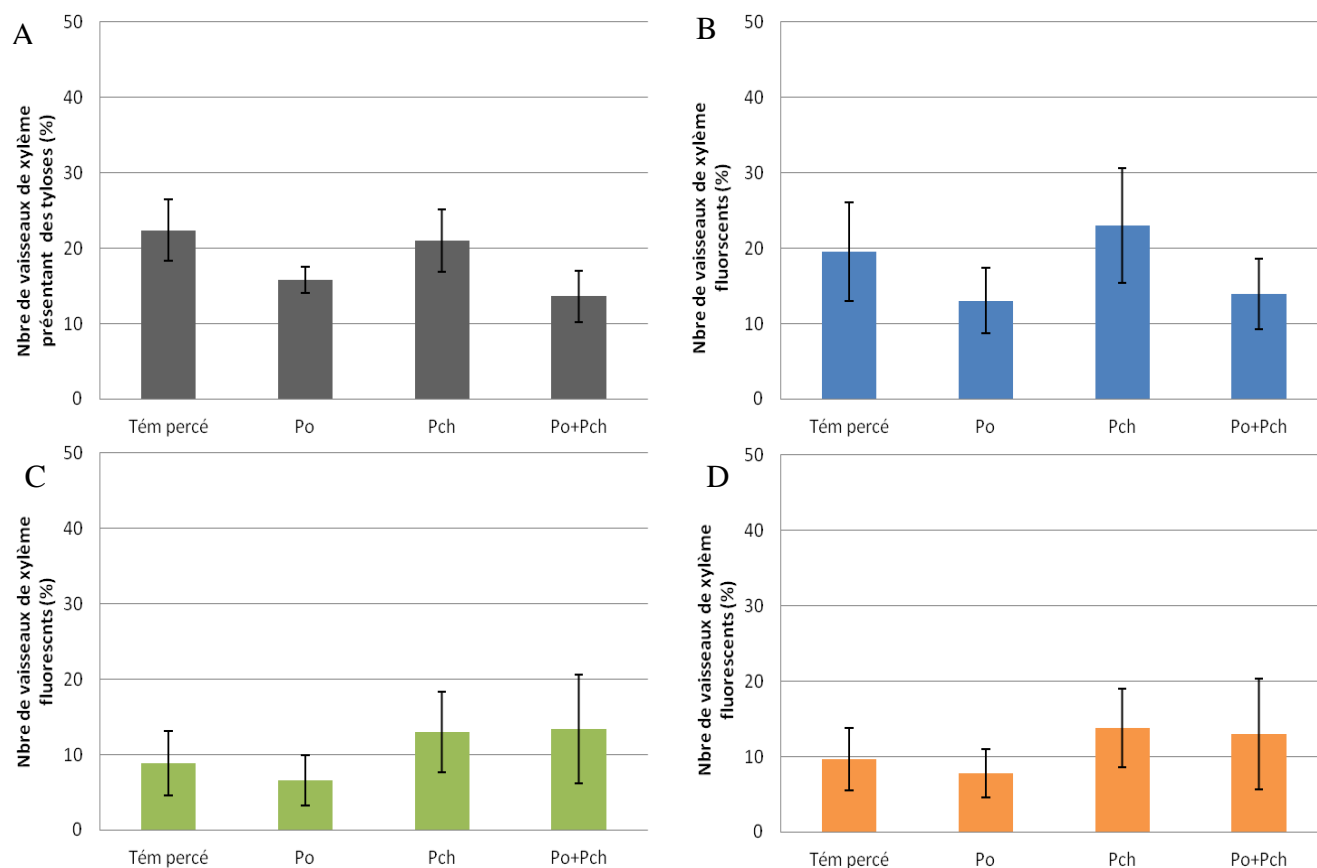 A
Nbre de vaisseaux de xylème
présentant des tyloses (%)
50
40
30
20
10
0
Tém percé
Po
Pch
Po+Pch
B
Nbre de vaisseaux de xylème
fluorscents (%)
50
40
30
20
10
0
Tém percé
Po
Pch
Po+Pch
C
Nbre de vaisseaux de xylème
fluorescnts (%)
50
40
30
20
10
0
Tém percé
Po
Pch
Po+Pch
D
Nbre de vaisseaux de xylème
fluorescents (%)
50
40
30
20
10
0
Tém percé
Po
Pch
Po+Pch